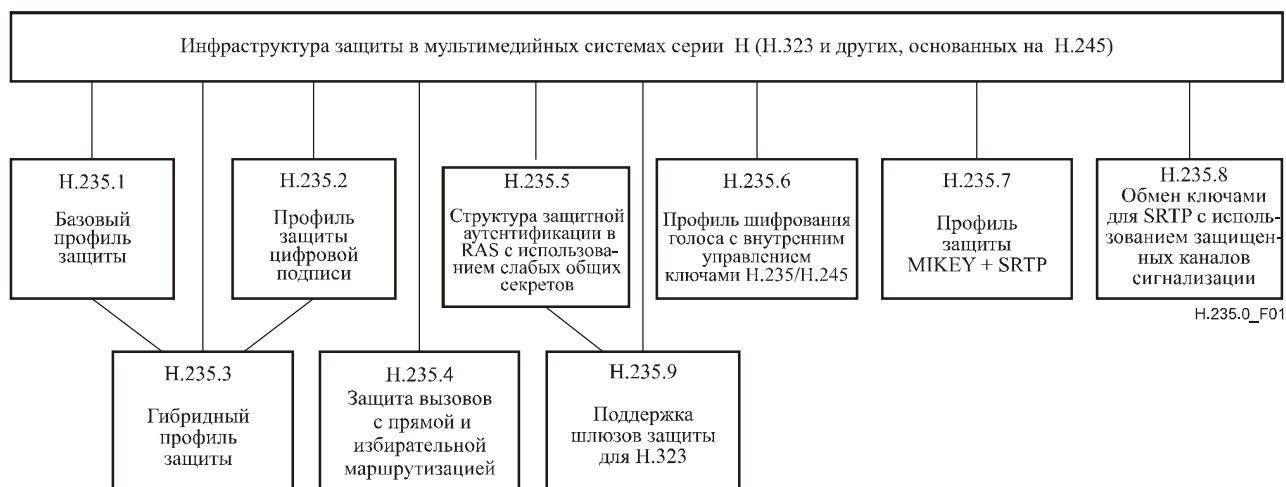 Инфраструктура защиты в мультимедийных системах серии H (H.323 и других, основанных на H.245)
H.235.1
Базовый
профиль
защиты
H.235.2
Профиль
защиты
цифровой
подписи
H.235.5
Структура защитной
аутентификации в
RAS с использова-
нием слабых общих
секретов
H.235.6
Профиль шифрования
голоса с внутренним
управлением
ключами H.235/H.245
H.235.7
Профиль
защиты
MIKEY + SRTP
H.235.8
Обмен ключами
для SRTP с исполь-
зованием защищен-
ных каналов
сигнализации
H.235.0_F01
H.235.3
Гибридный
профиль
защиты
H.235.4
Защита вызовов
с прямой и
избирательной
маршрутизацией
H.235.9
Поддержка
шлюзов защиты
для H.323